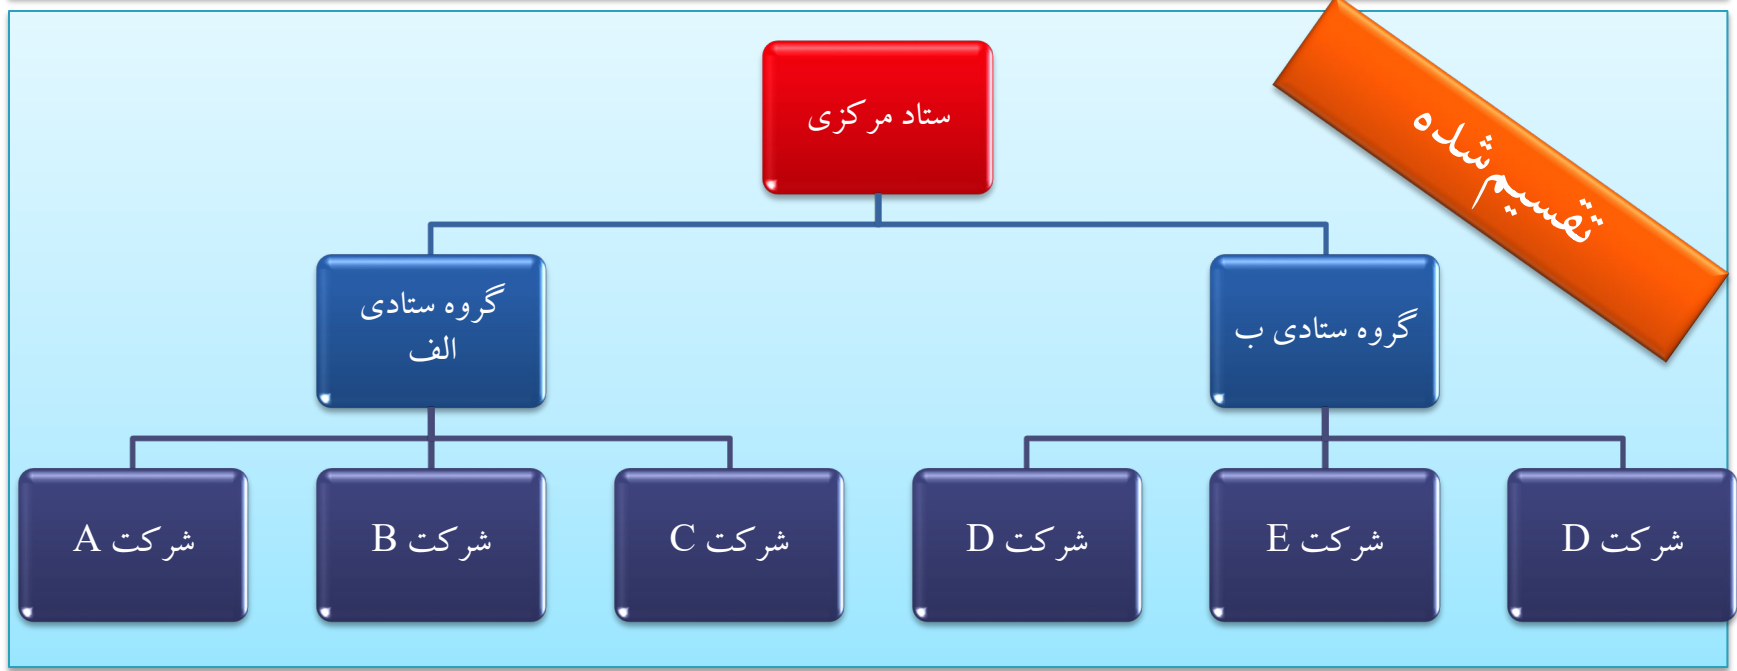 ستاد مرکزی
تقسیم‌شده
گروه ستادی
الف
گروه ستادی ب
شرکت A
شرکت B
شرکت C
شرکت D
شرکت E
شرکت D